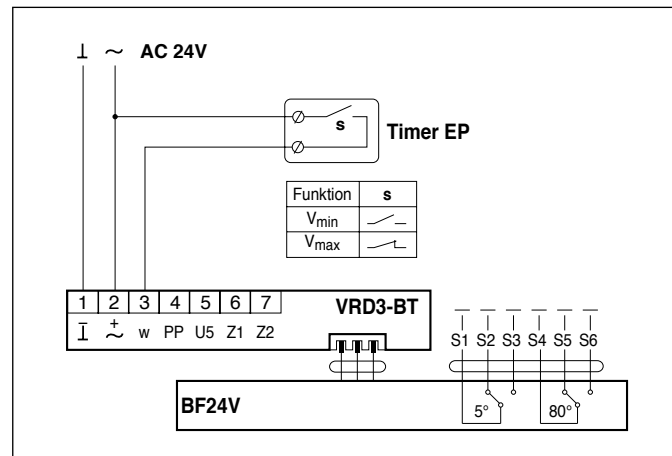 ⊥ ~ AC 24V
s
Timer EP
Funktion s
Vmin
Vmax
1 2 3 4 5 6 7
VRD3-BT
⊥ ~+ w PP U5 Z1 Z2
S1 S2 S3 S4 S5 S6
BF24V
5° 80°